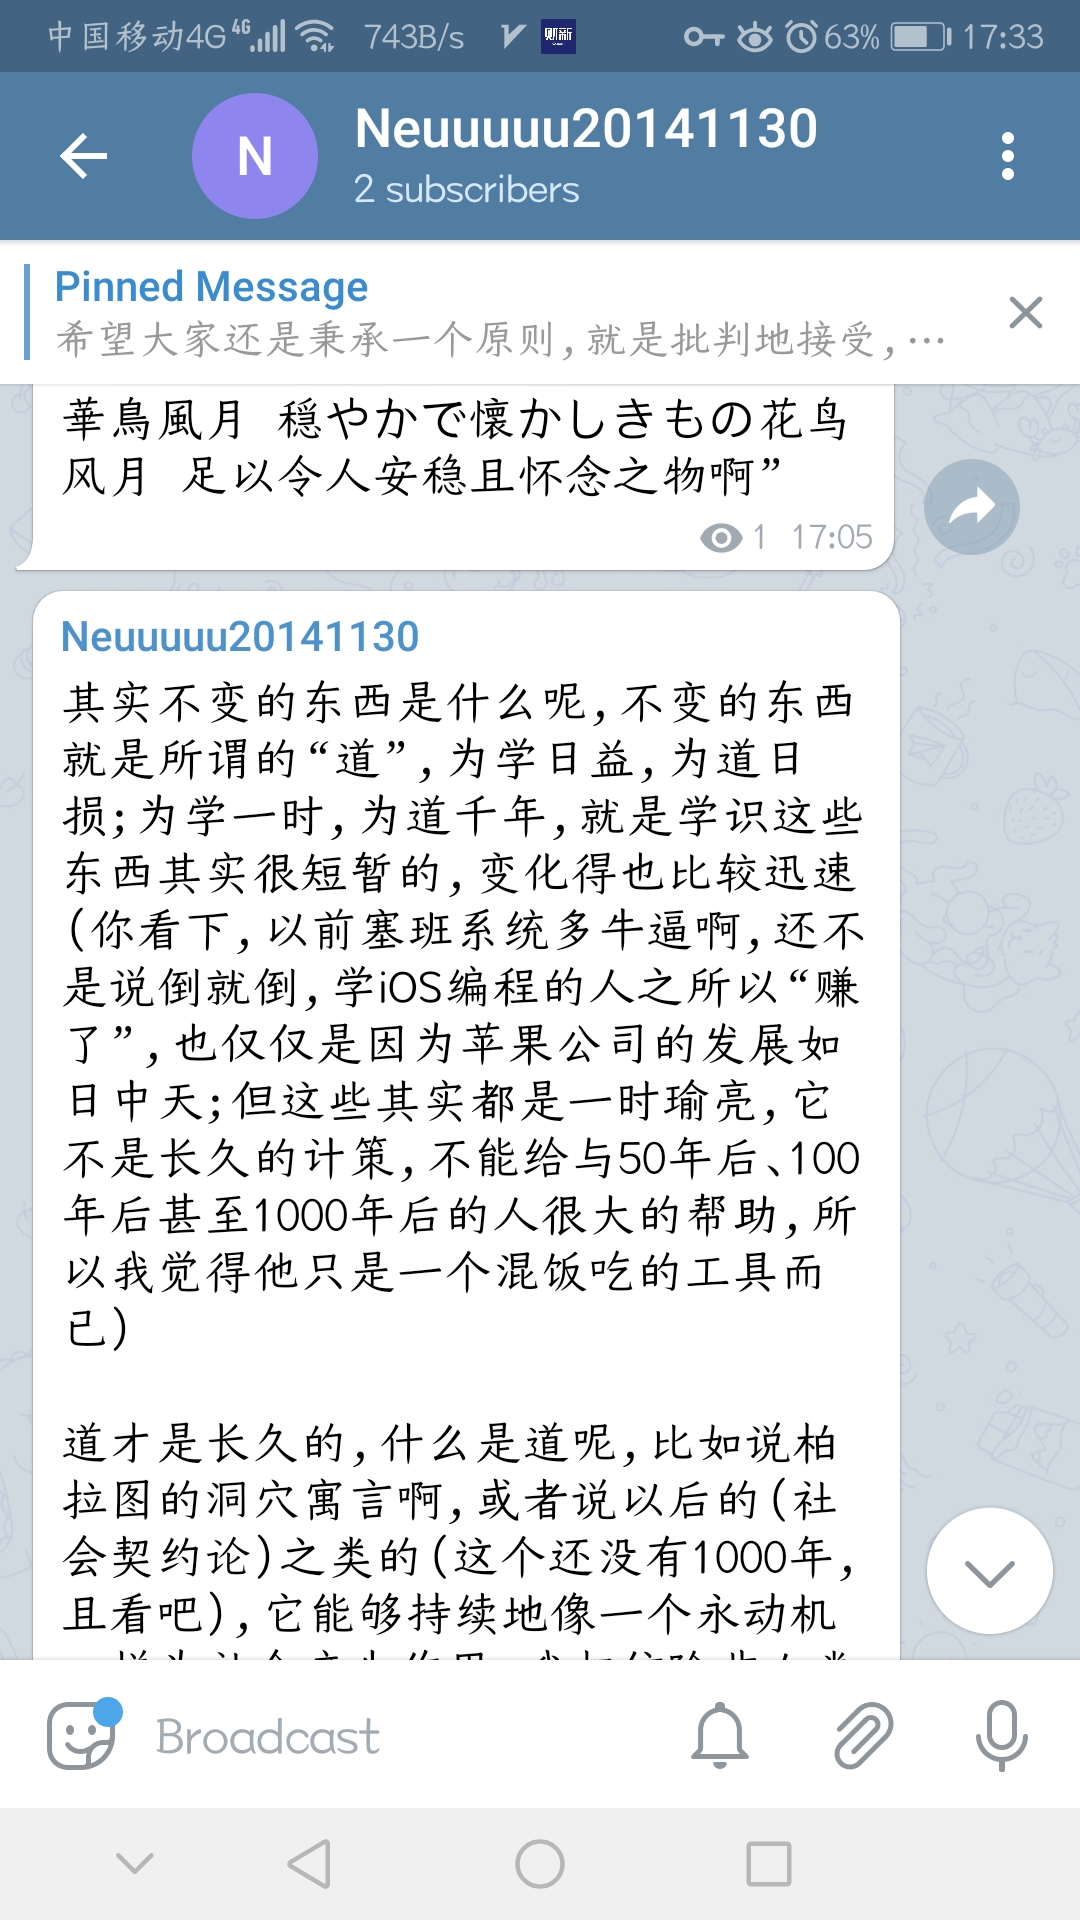 中国移动4G 4G 743B/s 财新 63% 17:33
N
Neuuuuu20141130
2 subscribers
Pinned Message
希望大家还是秉承一个原则,就是批判地接受,…
華鳥風月 穏やかで懐かしきもの花鸟
风月 足以令人安稳且怀念之物啊”
1 17:05
Neuuuuu20141130
其实不变的东西是什么呢,不变的东西
就是所谓的“道”,为学日益,为道日
损;为学一时,为道千年,就是学识这些
东西其实很短暂的,变化得也比较迅速
(你看下,以前塞班系统多牛逼啊,还不
是说倒就倒,学iOS编程的人之所以“赚
了”,也仅仅是因为苹果公司的发展如
日中天;但这些其实都是一时瑜亮,它
不是长久的计策,不能给与50年后、100
年后甚至1000年后的人很大的帮助,所
以我觉得他只是一个混饭吃的工具而
已)
道才是长久的,什么是道呢,比如说柏
拉图的洞穴寓言啊,或者说以后的(社
会契约论)之类的(这个还没有1000年,
且看吧),它能够持续地像一个永动机
Broadcast